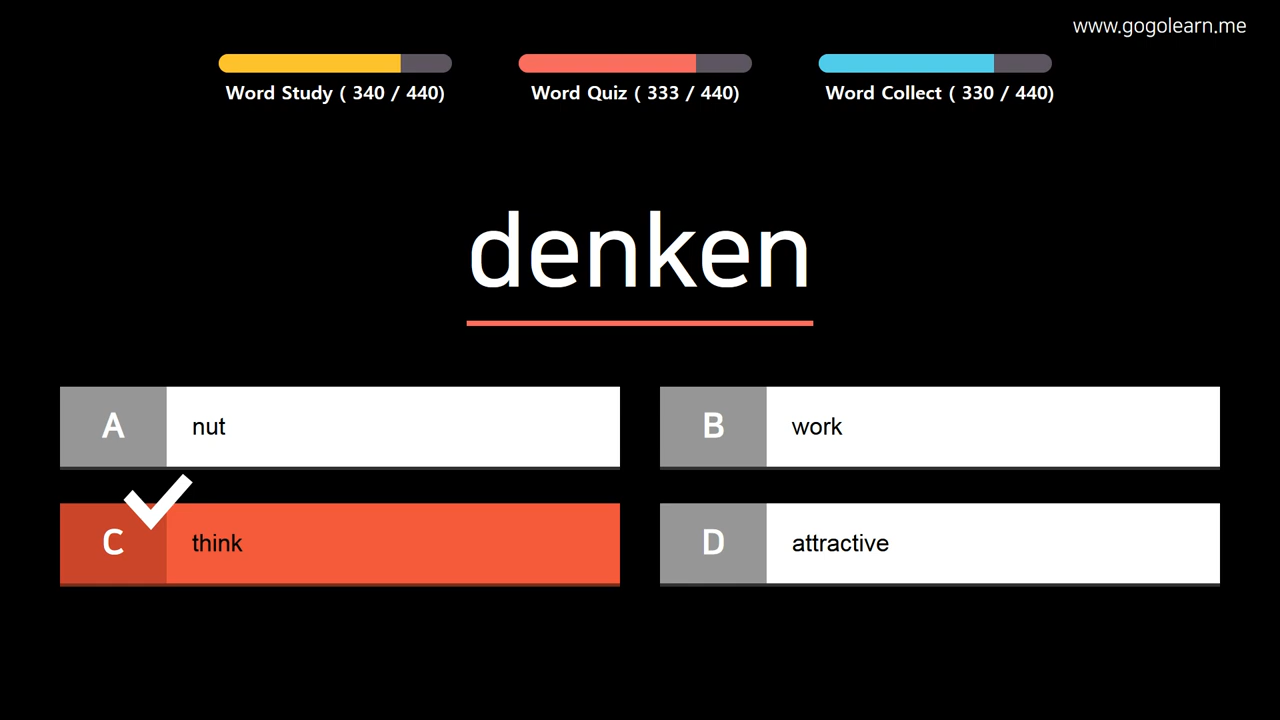 www.gogolearn.me
Word Study ( 340 / 440)
Word Quiz ( 333 / 440)
Word Collect ( 330 / 440)
denken
A nut
B work
C think
D attractive